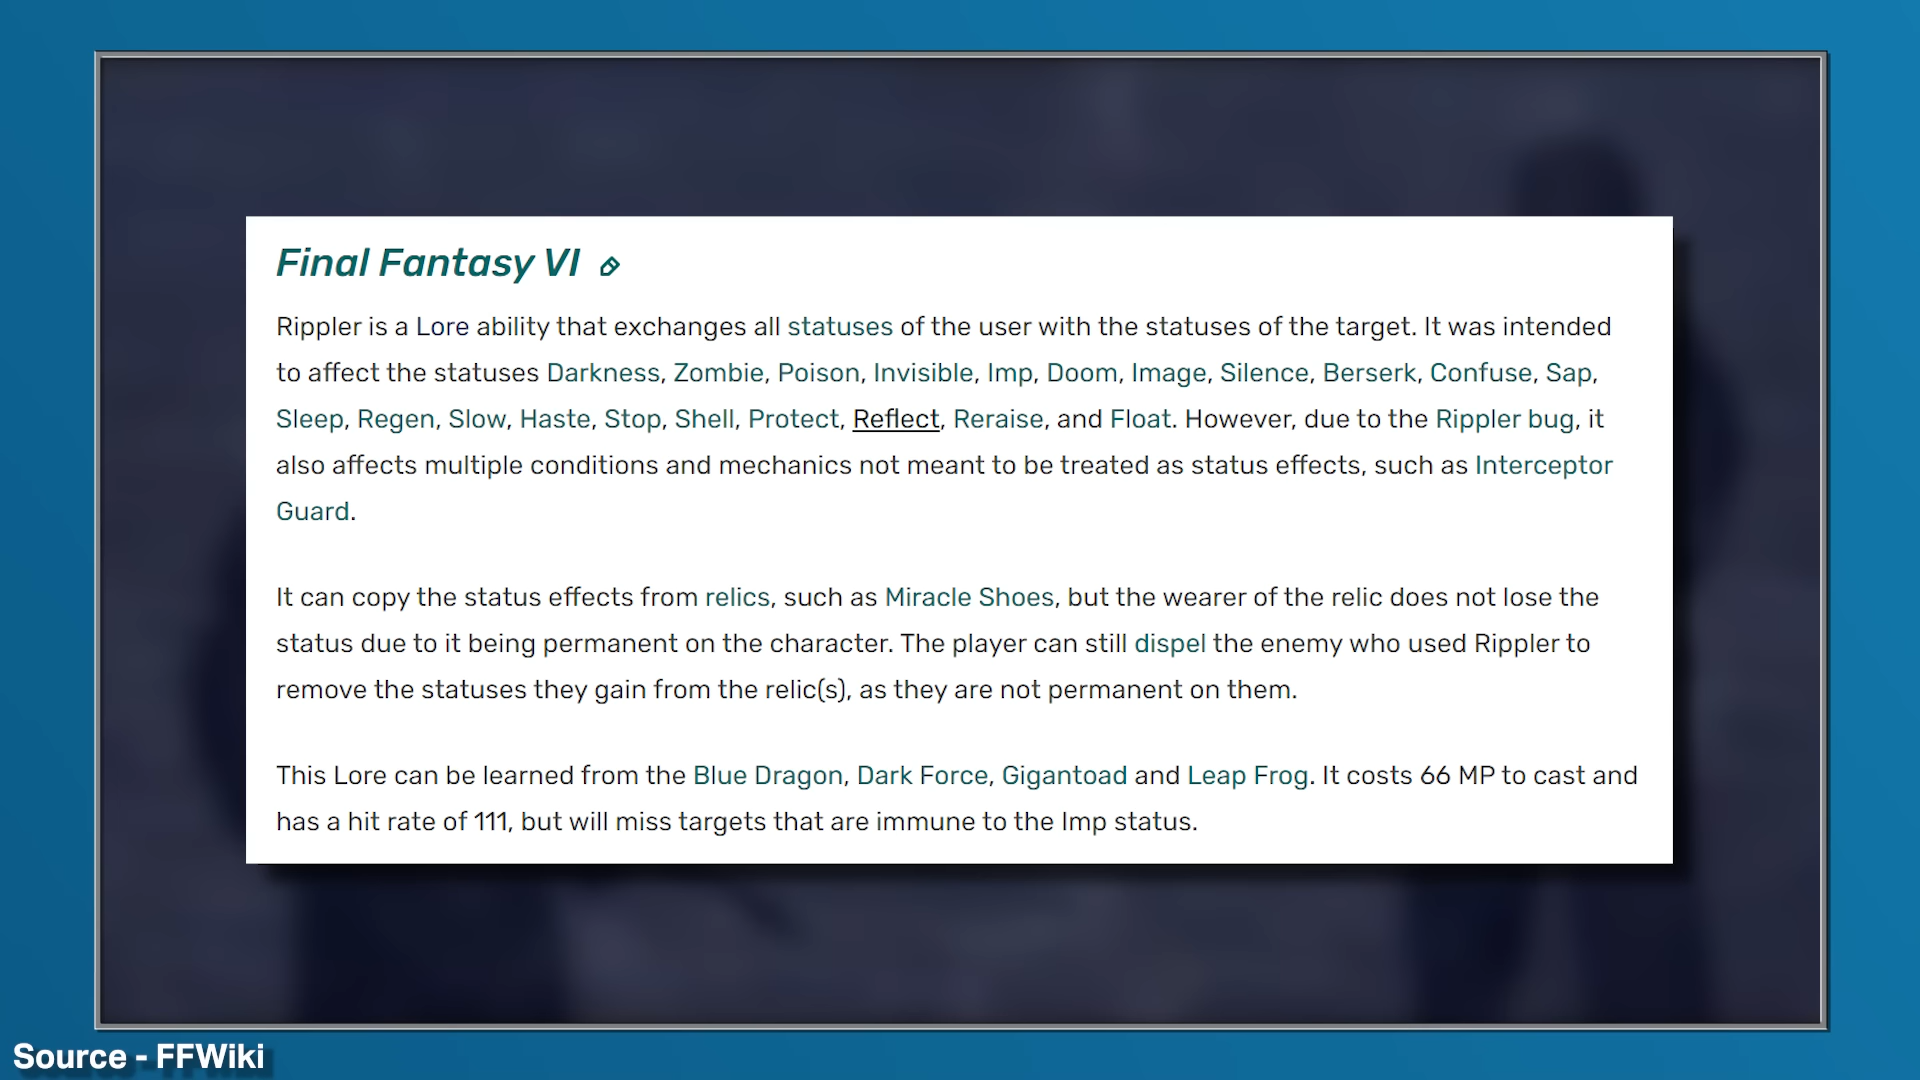 Final Fantasy VI
Rippler is a Lore ability that exchanges all statuses of the user with the statuses of the target. It was intended
to affect the statuses Darkness, Zombie, Poison, Invisible, Imp, Doom, Image, Silence, Berserk, Confuse, Sap,
Sleep, Regen, Slow, Haste, Stop, Shell, Protect, Reflect, Reraise, and Float. However, due to the Rippler bug, it
also affects multiple conditions and mechanics not meant to be treated as status effects, such as Interceptor
Guard.
It can copy the status effects from relics, such as Miracle Shoes, but the wearer of the relic does not lose the
status due to it being permanent on the character. The player can still dispel the enemy who used Rippler to
remove the statuses they gain from the relic(s), as they are not permanent on them.
This Lore can be learned from the Blue Dragon, Dark Force, Gigantoad and Leap Frog. It costs 66 MP to cast and
has a hit rate of 111, but will miss targets that are immune to the Imp status.
Source - FFWiki